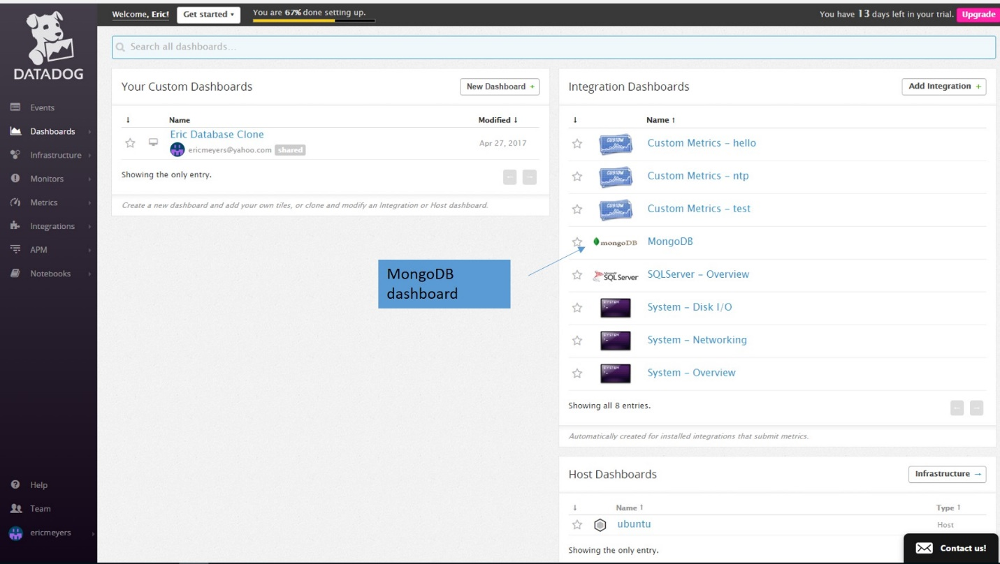 DATADOG
Welcome, Eric!
Get started ▾
You are 67% done setting up.
You have 13 days left in your trial.
Upgrade
Search all dashboards...
Events
Dashboards
Infrastructure
Monitors
Metrics
Integrations
APM
Notebooks
Help
Team
ericmeyers
Your Custom Dashboards
New Dashboard +
↓ Name Modified ↓
Eric Database Clone
ericmeyers@yahoo.com shared
Apr 27, 2017
Showing the only entry.
← →
Create a new dashboard and add your own tiles, or clone and modify an Integration or Host dashboard.
MongoDB
dashboard
Integration Dashboards
Add Integration +
↓ Name ↑
CUSTOM Custom Metrics – hello
CUSTOM Custom Metrics – ntp
CUSTOM Custom Metrics – test
mongoDB MongoDB
SQL Server SQLServer – Overview
SYSTEM System – Disk I/O
SYSTEM System – Networking
SYSTEM System – Overview
Showing all 8 entries.
← →
Automatically created for installed integrations that submit metrics.
Host Dashboards
Infrastructure →
↓ Name ↑ Type ↑
ubuntu Host
Showing the only entry.
Contact us!